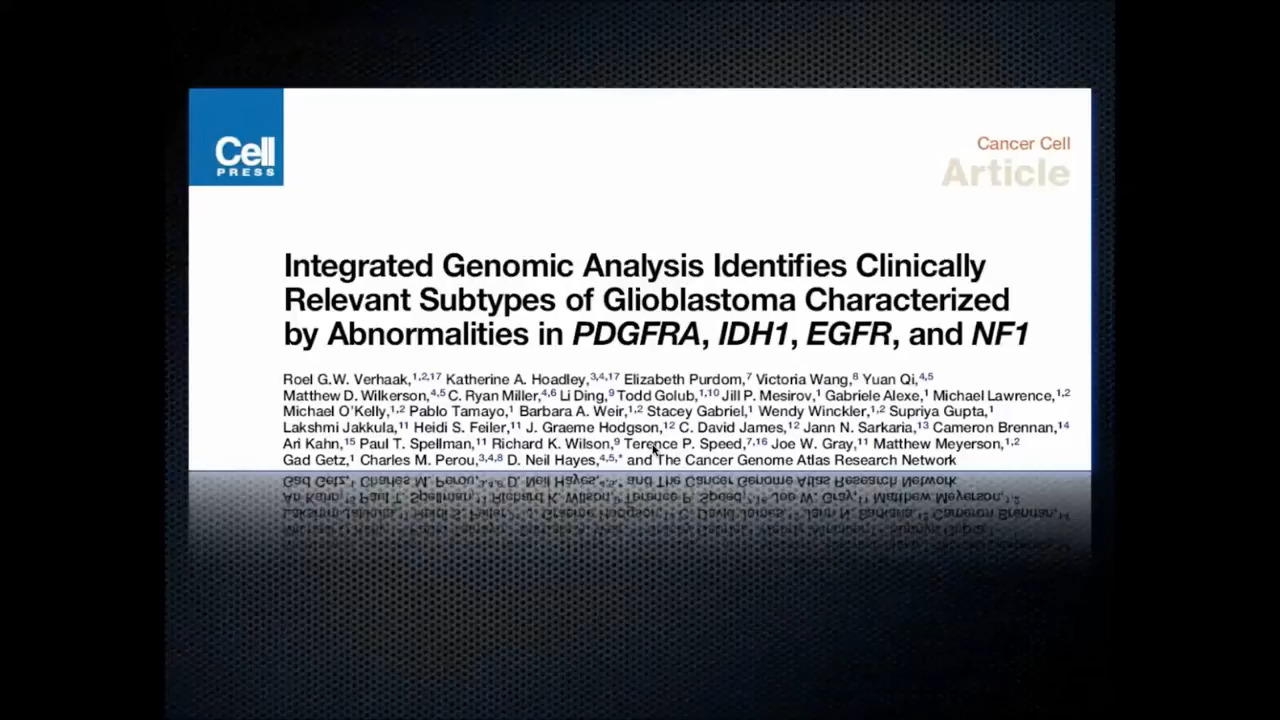 Cell
PRESS
Cancer Cell
Article
Integrated Genomic Analysis Identifies Clinically
Relevant Subtypes of Glioblastoma Characterized
by Abnormalities in PDGFRA, IDH1, EGFR, and NF1
Roel G.W. Verhaak,1,2,17 Katherine A. Hoadley,3,4,17 Elizabeth Purdom,7 Victoria Wang,8 Yuan Qi,4,5
Matthew D. Wilkerson,4,5 C. Ryan Miller,4,6 Li Ding,9 Todd Golub,1,10 Jill P. Mesirov,1 Gabriele Alexe,1 Michael Lawrence,1,2
Michael O'Kelly,1,2 Pablo Tamayo,1 Barbara A. Weir,1,2 Stacey Gabriel,1 Wendy Winckler,1,2 Supriya Gupta,1
Lakshmi Jakkula,11 Heidi S. Feiler,11 J. Graeme Hodgson,12 C. David James,12 Jann N. Sarkaria,13 Cameron Brennan,14
Ari Kahn,15 Paul T. Spellman,11 Richard K. Wilson,9 Terence P. Speed,7,16 Joe W. Gray,11 Matthew Meyerson,1,2
Gad Getz,1 Charles M. Perou,3,4,8 D. Neil Hayes,4,5,* and The Cancer Genome Atlas Research Network